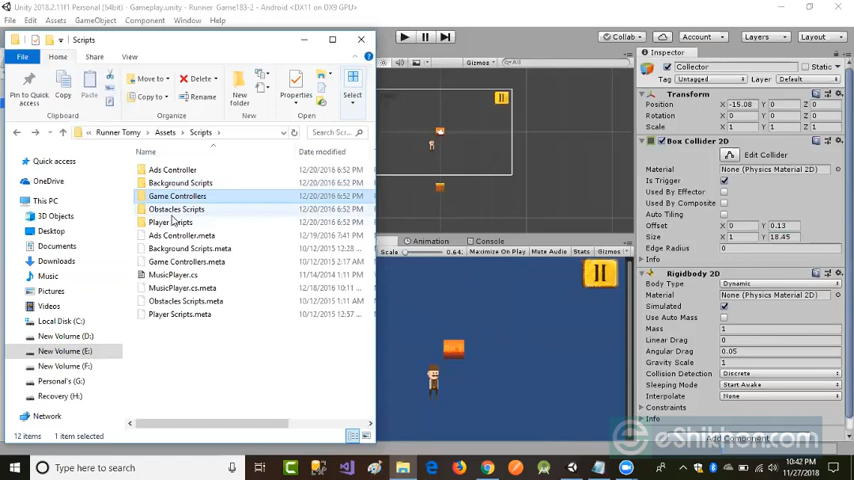 Unity 2018.2.11f1 Personal (64bit) - Gameplay.unity - Runner Game183-2 - Android <DX11 on DX9 GPU>
Edit Assets GameObject Component Window Help
Collab Account Layers Layout
Scripts
File Home Share View
Pin to Quick access
Copy
Move to
Copy to
Delete
New folder
Properties
Select
Clipboard
Organize
New
Open
Runner Tomy Assets Scripts
Search Scr...
Name
Date modified
Quick access
OneDrive
This PC
3D Objects
Desktop
Documents
Downloads
Music
Pictures
Videos
Local Disk (C:)
New Volume (D:)
New Volume (E:)
New Volume (F:)
Personal's (G:)
Recovery (H:)
Network
Ads Controller 12/20/2016 6:52 PM
Background Scripts 12/20/2016 6:52 PM
Game Controllers 12/20/2016 6:52 PM
Obstacles Scripts 12/20/2016 6:52 PM
Player Scripts 12/20/2016 6:52 PM
Ads Controller.meta 12/19/2016 7:41 PM
Background Scripts.meta 10/12/2015 12:28 ...
Game Controllers.meta 10/12/2015 1:11 AM
MusicPlayer.cs 11/14/2014 1:11 PM
MusicPlayer.cs.meta 12/18/2016 10:11 ...
Obstacles Scripts.meta 10/12/2015 1:11 AM
Player Scripts.meta 10/12/2015 12:57 ...
12 items 1 item selected
Gizmos All
Animation Console
Scale 0.64 Maximize On Play Mute Audio Stats Gizmos
Inspector
Collector Static
Tag Untagged Layer Default
Transform
Position X -15.08 Y 0 Z 0
Rotation X 0 Y 0 Z 0
Scale X 1 Y 1 Z 1
Box Collider 2D
Edit Collider
Material None (Physics Material 2D)
Is Trigger
Used By Effector
Used By Composite
Auto Tiling
Offset X 0 Y 0.13
Size X 1 Y 18.45
Edge Radius 0
Info
Rigidbody 2D
Body Type Dynamic
Material None (Physics Material 2D)
Simulated
Use Auto Mass
Mass 1
Linear Drag 0
Angular Drag 0.05
Gravity Scale 1
Collision Detection Discrete
Sleeping Mode Start Awake
Interpolate None
Constraints
Info
Add Component
eShikhon.com
Type here to search
10:42 PM
11/27/2018